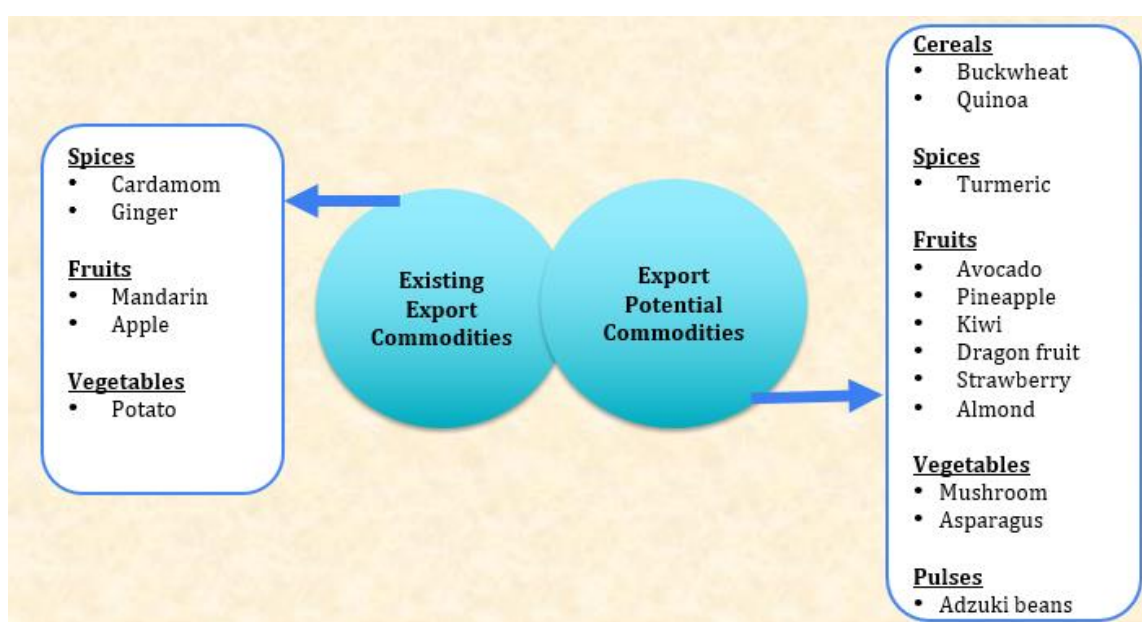 Spices
• Cardamom
• Ginger
Fruits
• Mandarin
• Apple
Vegetables
• Potato
Existing
Export
Commodities
Export
Potential
Commodities
Cereals
• Buckwheat
• Quinoa
Spices
• Turmeric
Fruits
• Avocado
• Pineapple
• Kiwi
• Dragon fruit
• Strawberry
• Almond
Vegetables
• Mushroom
• Asparagus
Pulses
• Adzuki beans